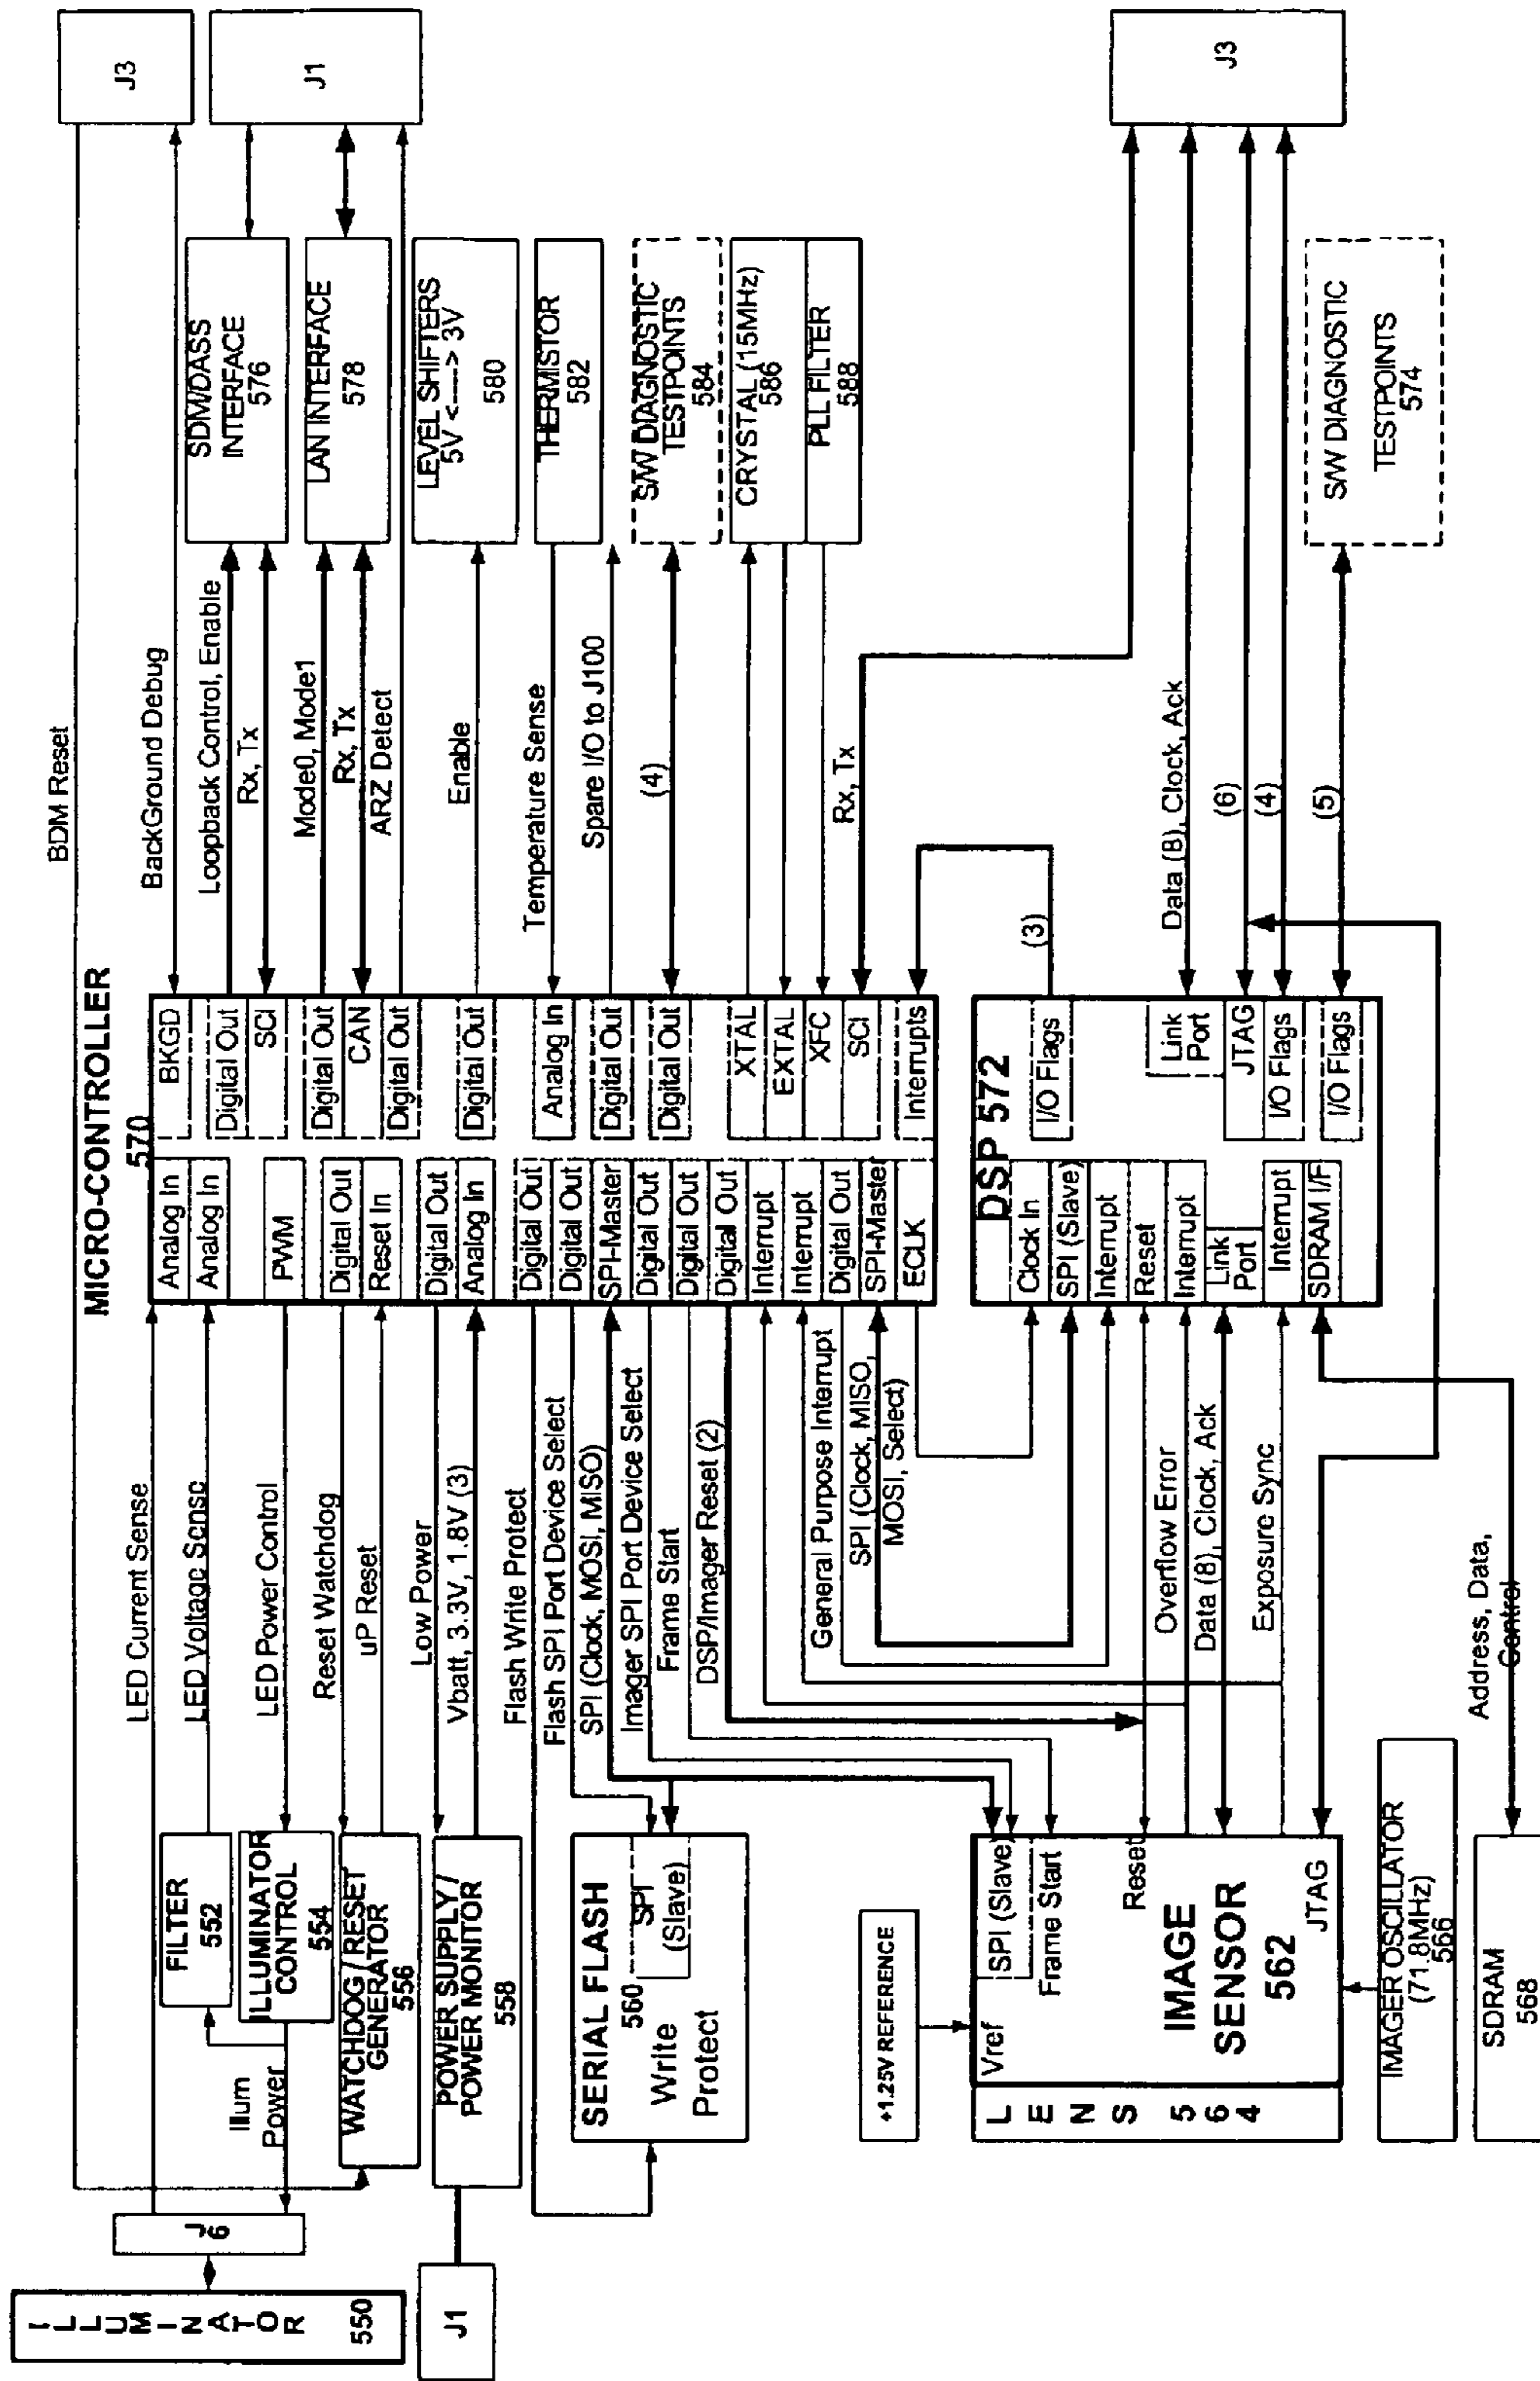 BDM Reset
J3
BackGround Debug
MICRO-CONTROLLER
570
ILLUMINATOR
550
J6
LED Current Sense
Analog In
BKGD
FILTER
552
LED Voltage Sense
Analog In
Digital Out
Loopback Control, Enable
SDM/DASS
INTERFACE
576
J1
SCI
Rx, Tx
Illum
Power
ILLUMINATOR
CONTROL
554
LED Power Control
PWM
Digital Out
Mode0, Mode1
LAN INTERFACE
578
WATCHDOG / RESET
GENERATOR
556
Reset Watchdog
Digital Out
CAN
Rx, Tx
uP Reset
Reset In
Digital Out
ARZ Detect
J1
POWER SUPPLY /
POWER MONITOR
558
Low Power
Digital Out
Vbatt, 3.3V, 1.8V (3)
Analog In
Digital Out
Enable
LEVEL SHIFTERS
5V <----> 3V
580
Flash Write Protect
Digital Out
Analog In
Temperature Sense
THERMISTOR
582
SERIAL FLASH
560
SPI
(Slave)
Write
Protect
Flash SPI Port Device Select
Digital Out
SPI (Clock, MOSI, MISO)
SPI-Master
Digital Out
Spare I/O to J100
Imager SPI Port Device Select
Digital Out
Digital Out
(4)
S/W DIAGNOSTIC
TESTPOINTS
584
Frame Start
Digital Out
DSP/Imager Reset (2)
Digital Out
XTAL
CRYSTAL (15MHz)
586
Interrupt
EXTAL
Interrupt
XFC
PLL FILTER
588
General Purpose Interrupt
Digital Out
SCI
Rx, Tx
SPI (Clock, MISO,
MOSI, Select)
SPI-Master
ECLK
Interrupts
+1.25V REFERENCE
DSP 572
LENS 564
Vref
SPI (Slave)
Frame Start
Reset
IMAGE
SENSOR
562
JTAG
Clock In
I/O Flags
(3)
SPI (Slave)
Interrupt
Reset
Overflow Error
Interrupt
Link
Port
Data (8), Clock, Ack
J3
Data (8), Clock, Ack
Link
Port
JTAG
(6)
Exposure Sync
Interrupt
I/O Flags
(4)
SDRAM I/F
I/O Flags
(5)
S/W DIAGNOSTIC
TESTPOINTS
574
IMAGER OSCILLATOR
(71.8MHz)
566
Address, Data,
Control
SDRAM
568